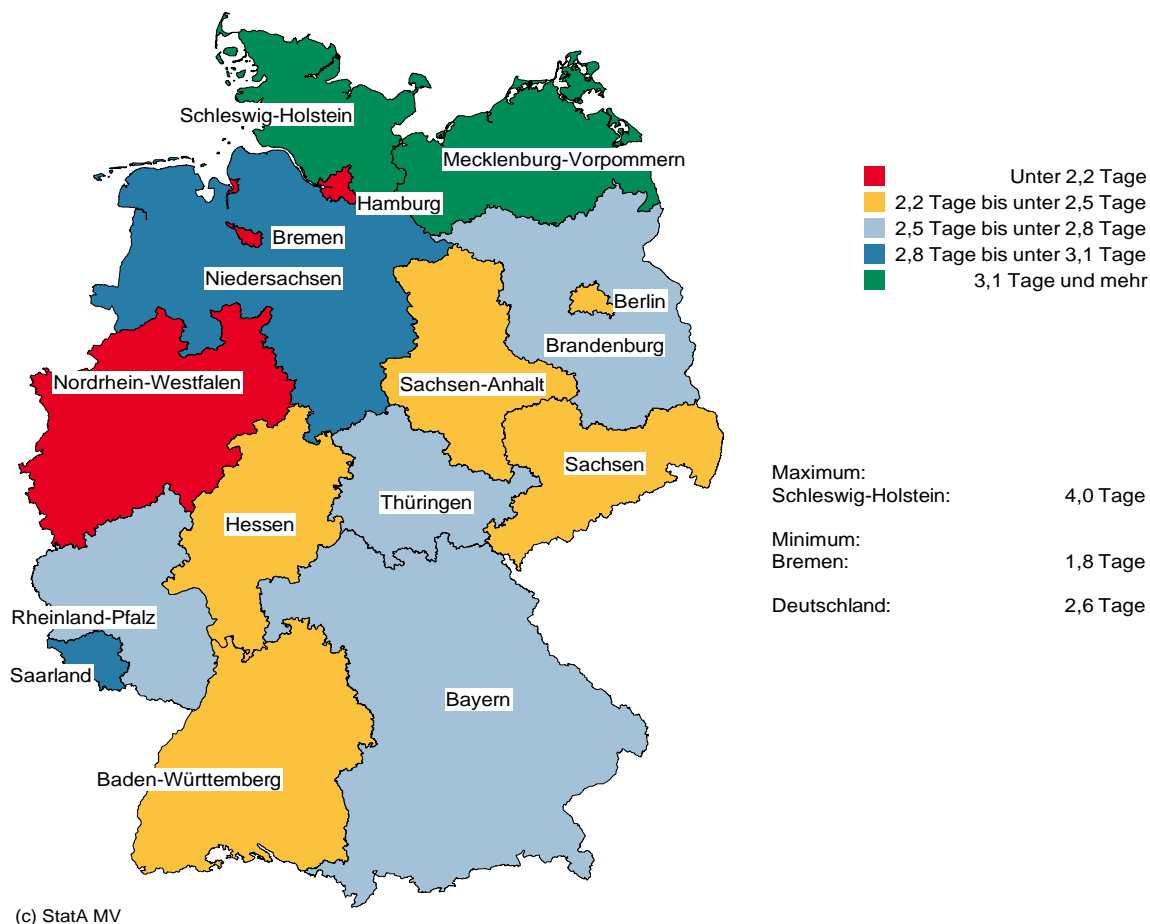 Schleswig-Holstein
Mecklenburg-Vorpommern
Hamburg
Bremen
Niedersachsen
Berlin
Brandenburg
Nordrhein-Westfalen
Sachsen-Anhalt
Sachsen
Thüringen
Hessen
Rheinland-Pfalz
Saarland
Bayern
Baden-Württemberg
Unter 2,2 Tage
2,2 Tage bis unter 2,5 Tage
2,5 Tage bis unter 2,8 Tage
2,8 Tage bis unter 3,1 Tage
3,1 Tage und mehr
Maximum:
Schleswig-Holstein: 4,0 Tage
Minimum:
Bremen: 1,8 Tage
Deutschland: 2,6 Tage
(c) StatA MV